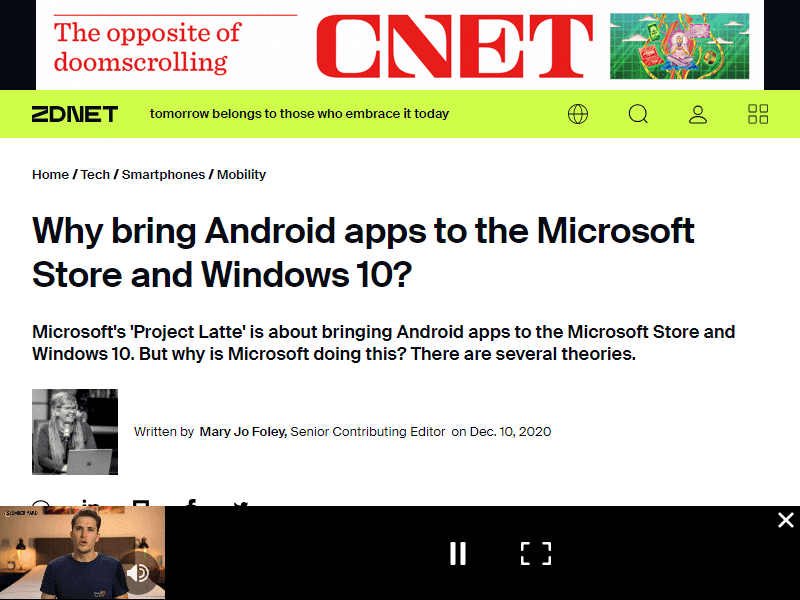 The opposite of
doomscrolling
CNET
ZDNET
tomorrow belongs to those who embrace it today
Home / Tech / Smartphones / Mobility
Why bring Android apps to the Microsoft
Store and Windows 10?
Microsoft's 'Project Latte' is about bringing Android apps to the Microsoft Store and
Windows 10. But why is Microsoft doing this? There are several theories.
Written by Mary Jo Foley, Senior Contributing Editor on Dec. 10, 2020
SLUMBER YARD